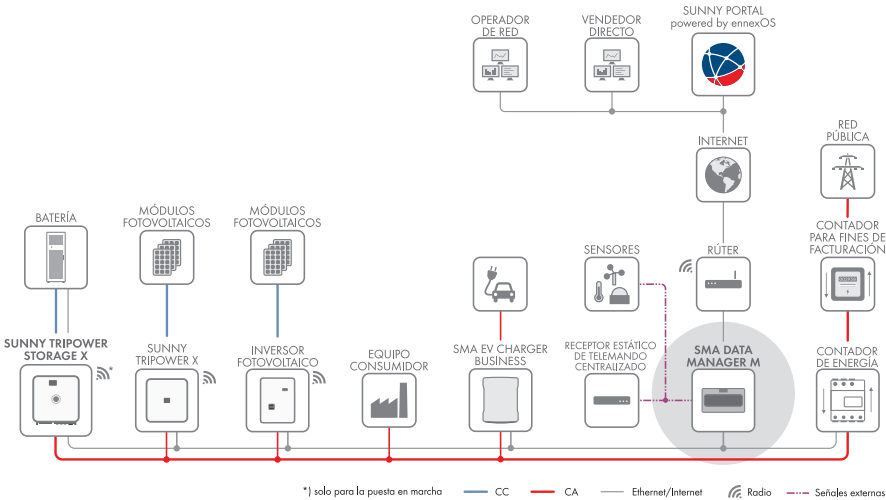 OPERADOR
DE RED
VENDEDOR
DIRECTO
SUNNY PORTAL
powered by ennexOS
INTERNET
RED
PÚBLICA
BATERÍA
MÓDULOS
FOTOVOLTAICOS
MÓDULOS
FOTOVOLTAICOS
SENSORES
RÚTER
CONTADOR
PARA FINES DE
FACTURACIÓN
SUNNY TRIPOWER
STORAGE X
*
SUNNY
TRIPOWER X
INVERSOR
FOTOVOLTAICO
EQUIPO
CONSUMIDOR
SMA EV CHARGER
BUSINESS
RECEPTOR ESTÁTICO
DE TELEMANDO
CENTRALIZADO
SMA DATA
MANAGER M
CONTADOR
DE ENERGÍA
*) solo para la puesta en marcha
CC
CA
Ethernet/Internet
Radio
Señales externas